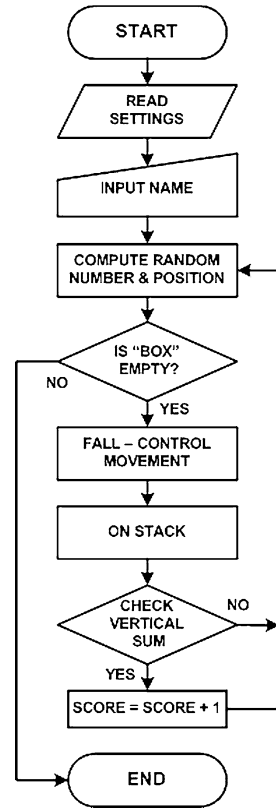 START
READ
SETTINGS
INPUT NAME
COMPUTE RANDOM
NUMBER & POSITION
IS “BOX”
EMPTY?
NO
YES
FALL – CONTROL
MOVEMENT
ON STACK
CHECK
VERTICAL
SUM
NO
YES
SCORE = SCORE + 1
END